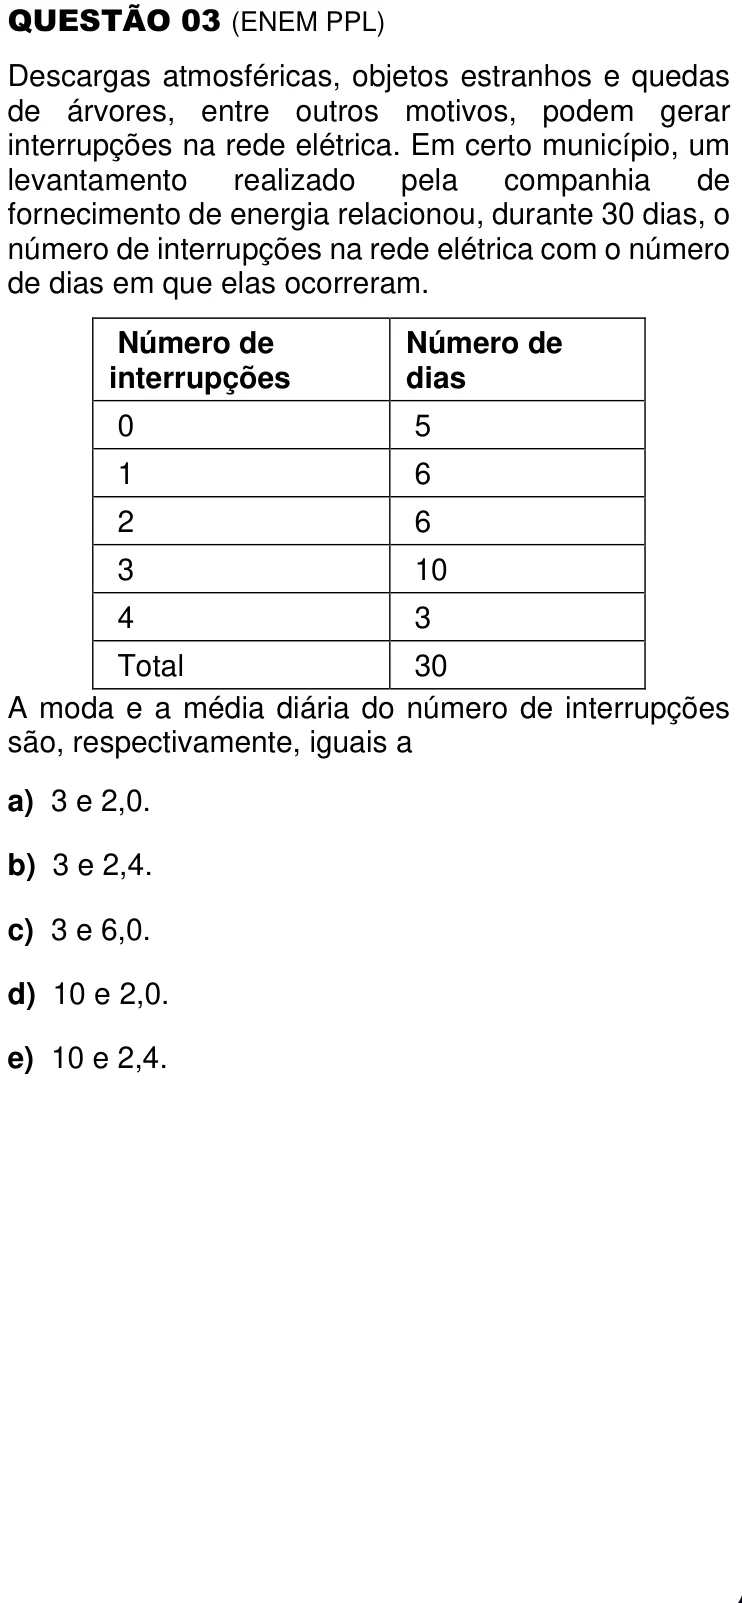 QUESTÃO 03 (ENEM PPL)
Descargas atmosféricas, objetos estranhos e quedas
de árvores, entre outros motivos, podem gerar
interrupções na rede elétrica. Em certo município, um
levantamento realizado pela companhia de
fornecimento de energia relacionou, durante 30 dias, o
número de interrupções na rede elétrica com o número
de dias em que elas ocorreram.
Número de interrupções Número de dias
0 5
1 6
2 6
3 10
4 3
Total 30
A moda e a média diária do número de interrupções
são, respectivamente, iguais a
a) 3 e 2,0.
b) 3 e 2,4.
c) 3 e 6,0.
d) 10 e 2,0.
e) 10 e 2,4.